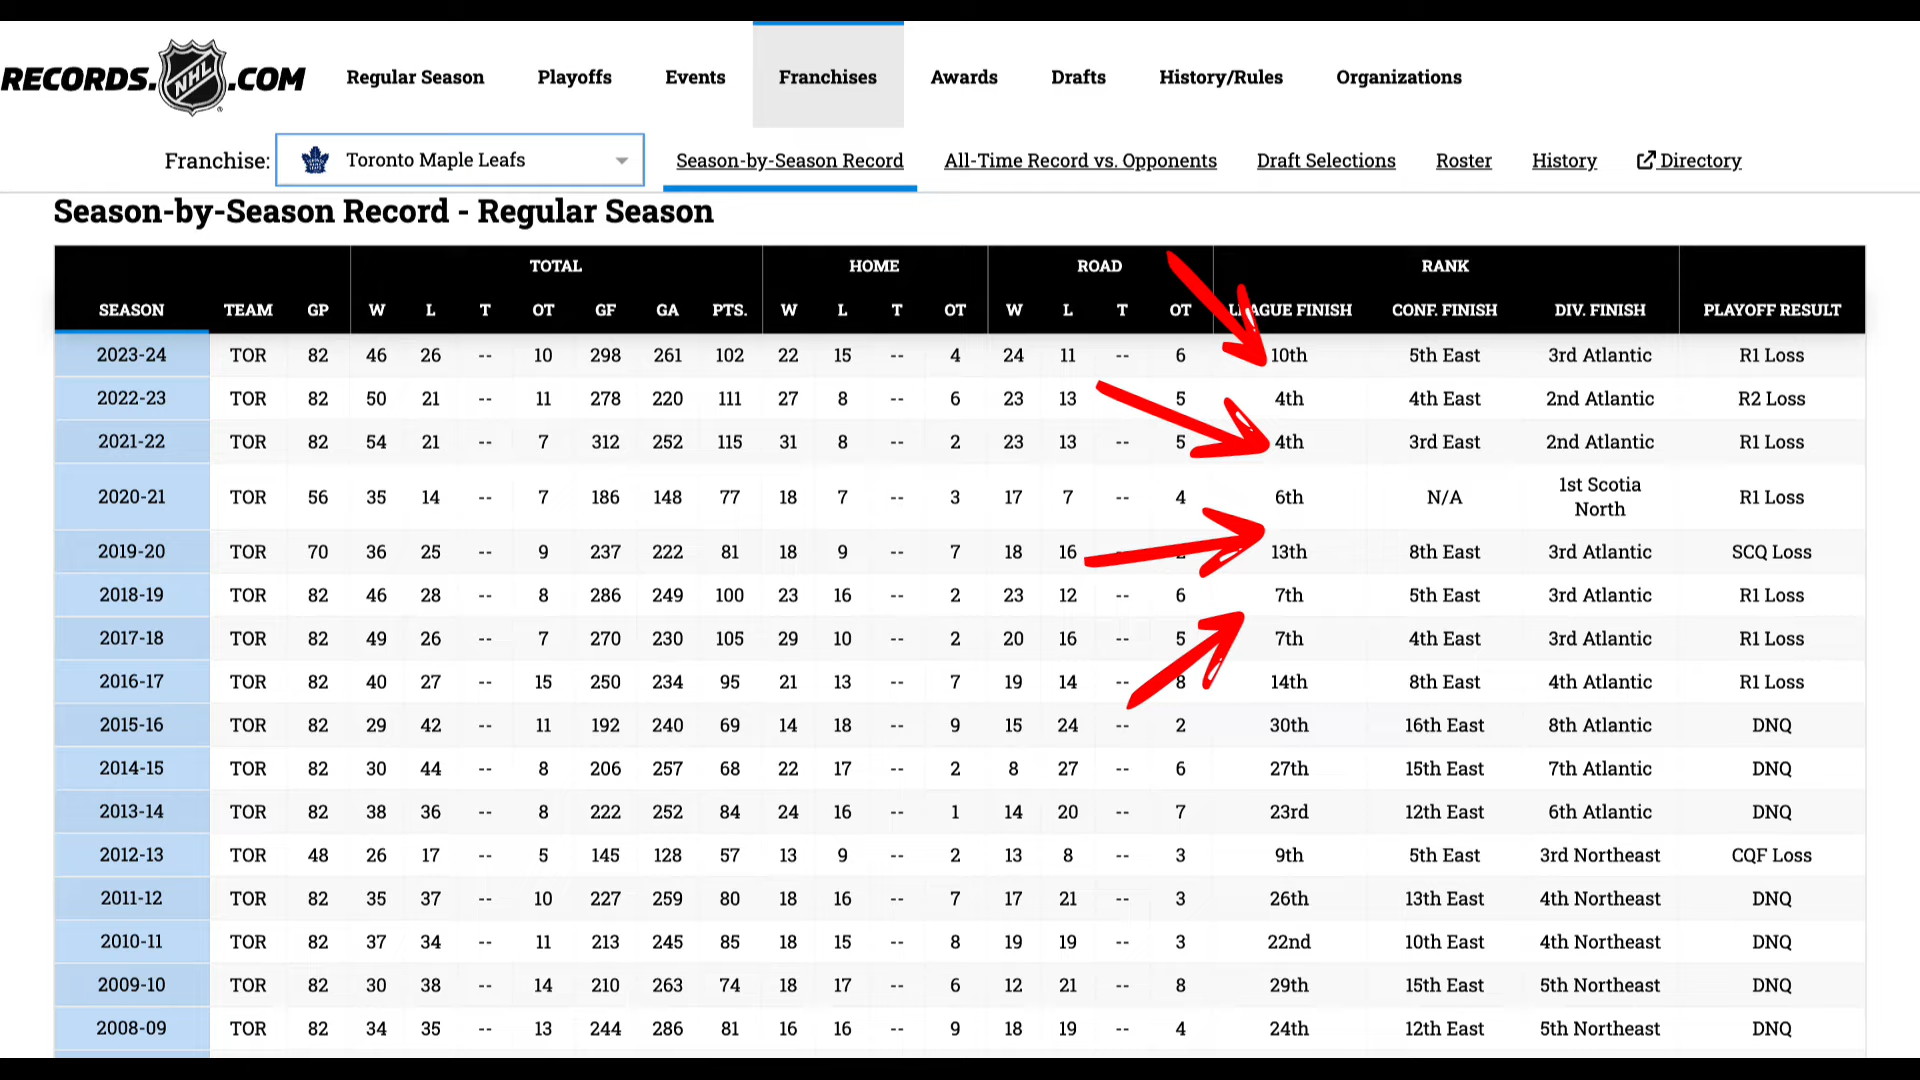 RECORDS. NHL .COM Regular Season Playoffs Events Franchises Awards Drafts History/Rules Organizations
Franchise: Toronto Maple Leafs Season-by-Season Record All-Time Record vs. Opponents Draft Selections Roster History Directory
Season-by-Season Record - Regular Season
TOTAL HOME ROAD RANK
SEASON TEAM GP W L T OT GF GA PTS. W L T OT W L T OT LEAGUE FINISH CONF. FINISH DIV. FINISH PLAYOFF RESULT
2023-24 TOR 82 46 26 -- 10 298 261 102 22 15 -- 4 24 11 -- 6 10th 5th East 3rd Atlantic R1 Loss
2022-23 TOR 82 50 21 -- 11 278 220 111 27 8 -- 6 23 13 5 4th 4th East 2nd Atlantic R2 Loss
2021-22 TOR 82 54 21 -- 7 312 252 115 31 8 -- 2 23 13 -- 5 4th 3rd East 2nd Atlantic R1 Loss
2020-21 TOR 56 35 14 -- 7 186 148 77 18 7 -- 3 17 7 -- 4 6th N/A 1st Scotia North R1 Loss
2019-20 TOR 70 36 25 -- 9 237 222 81 18 9 -- 7 18 16 -- 2 13th 8th East 3rd Atlantic SCQ Loss
2018-19 TOR 82 46 28 -- 8 286 249 100 23 16 -- 2 23 12 -- 6 7th 5th East 3rd Atlantic R1 Loss
2017-18 TOR 82 49 26 -- 7 270 230 105 29 10 -- 2 20 16 -- 5 7th 4th East 3rd Atlantic R1 Loss
2016-17 TOR 82 40 27 -- 15 250 234 95 21 13 -- 7 19 14 -- 8 14th 8th East 4th Atlantic R1 Loss
2015-16 TOR 82 29 42 -- 11 192 240 69 14 18 -- 9 15 24 -- 2 30th 16th East 8th Atlantic DNQ
2014-15 TOR 82 30 44 -- 8 206 257 68 22 17 -- 2 8 27 -- 6 27th 15th East 7th Atlantic DNQ
2013-14 TOR 82 38 36 -- 8 222 252 84 24 16 -- 1 14 20 -- 7 23rd 12th East 6th Atlantic DNQ
2012-13 TOR 48 26 17 -- 5 145 128 57 13 9 -- 2 13 8 -- 3 9th 5th East 3rd Northeast CQF Loss
2011-12 TOR 82 35 37 -- 10 227 259 80 18 16 -- 7 17 21 -- 3 26th 13th East 4th Northeast DNQ
2010-11 TOR 82 37 34 -- 11 213 245 85 18 15 -- 8 19 19 -- 3 22nd 10th East 4th Northeast DNQ
2009-10 TOR 82 30 38 -- 14 210 263 74 18 17 -- 6 12 21 -- 8 29th 15th East 5th Northeast DNQ
2008-09 TOR 82 34 35 -- 13 244 286 81 16 16 -- 9 18 19 -- 4 24th 12th East 5th Northeast DNQ